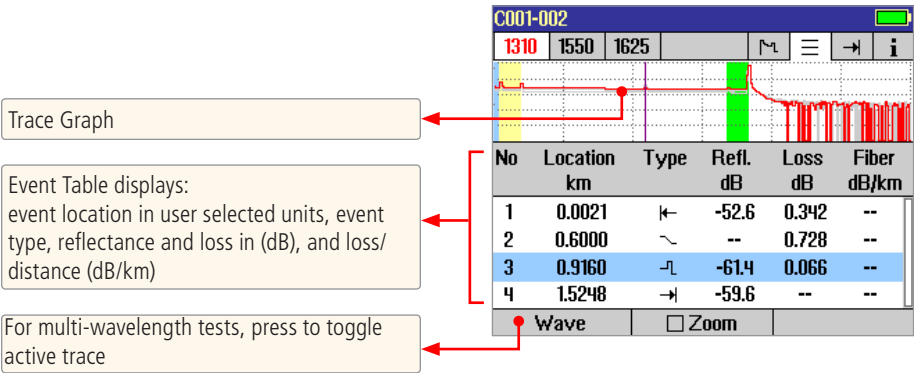 C001-002
1310 1550 1625 i
Trace Graph
Event Table displays:
event location in user selected units, event
type, reflectance and loss in (dB), and loss/
distance (dB/km)
For multi-wavelength tests, press to toggle
active trace
No Location Type Refl. Loss Fiber
km dB dB dB/km
1 0.0021 -52.6 0.342 --
2 0.6000 -- 0.728 --
3 0.9160 -61.4 0.066 --
4 1.5248 -59.6 -- --
Wave Zoom